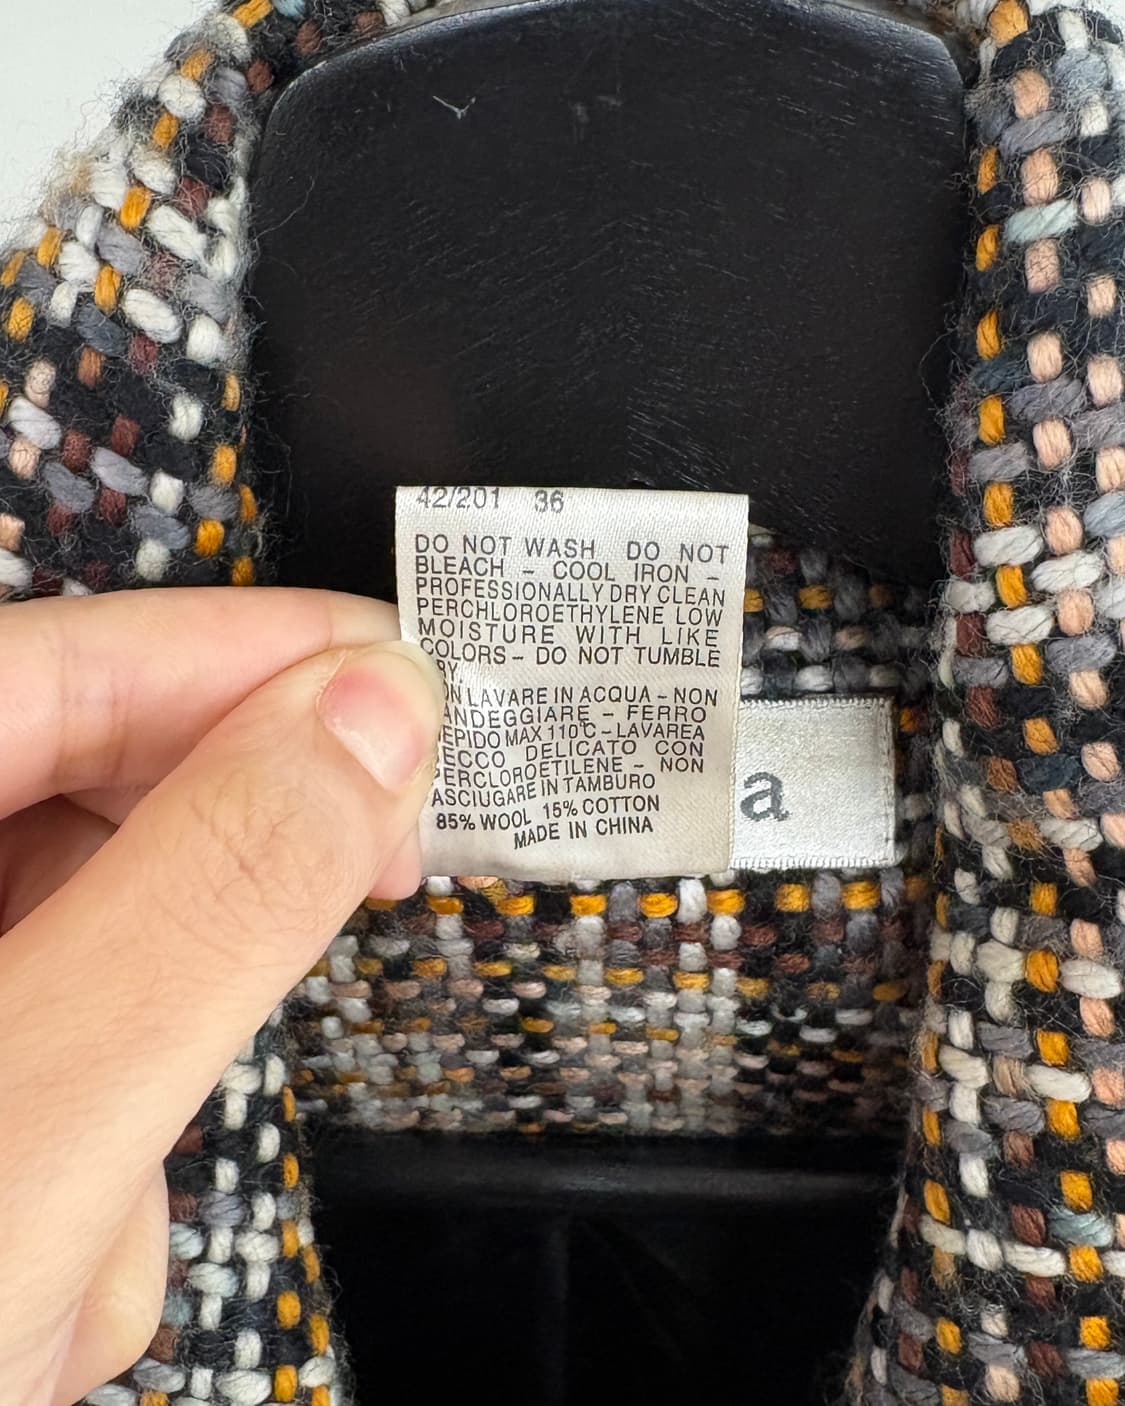 42/201 36
DO NOT WASH DO NOT
BLEACH - COOL IRON -
PROFESSIONALLY DRY CLEAN
PERCHLOROETHYLENE LOW
MOISTURE WITH LIKE
COLORS - DO NOT TUMBLE
RY.
ON LAVARE IN ACQUA - NON
ANDEGGIARE - FERRO
EPIDO MAX 110°C - LAVAREA
ECCO DELICATO CON
PERCLOROETILENE - NON
ASCIUGARE IN TAMBURO
85% WOOL 15% COTTON
MADE IN CHINA
a